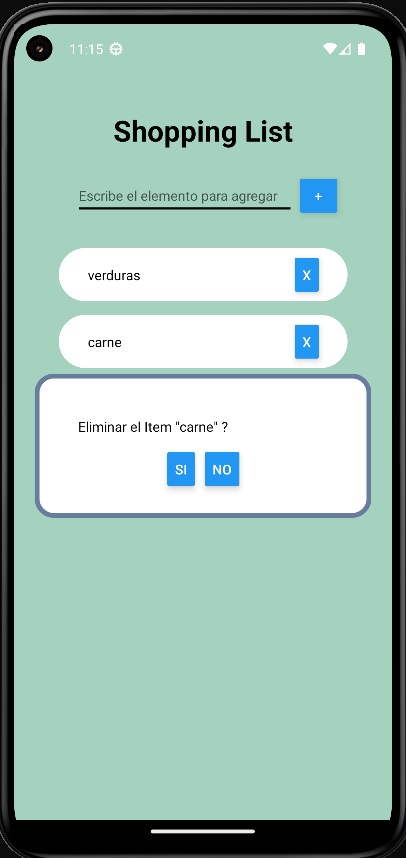 11:15
Shopping List
Escribe el elemento para agregar +
verduras X
carne X
Eliminar el Item "carne" ?
SI NO